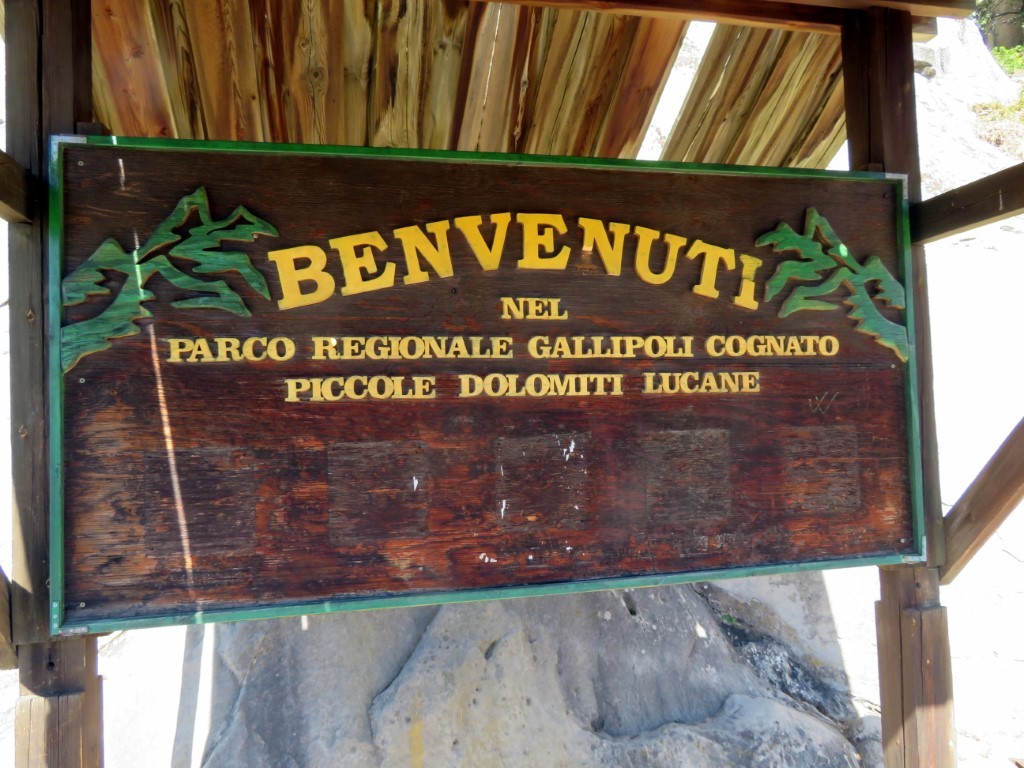 BENVENUTI
NEL
PARCO REGIONALE GALLIPOLI COGNATO
PICCOLE DOLOMITI LUCANE